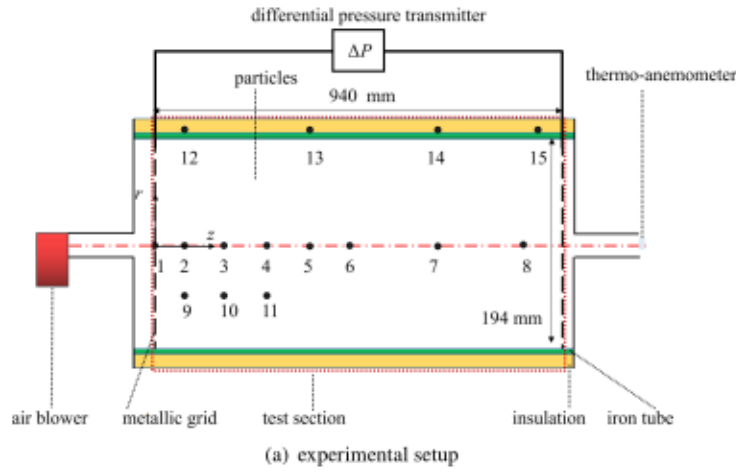 differential pressure transmitter
ΔP
particles
thermo-anemometer
940 mm
12 13 14 15
r
z
1 2 3 4 5 6 7 8
9 10 11
194 mm
air blower metallic grid test section insulation iron tube
(a) experimental setup